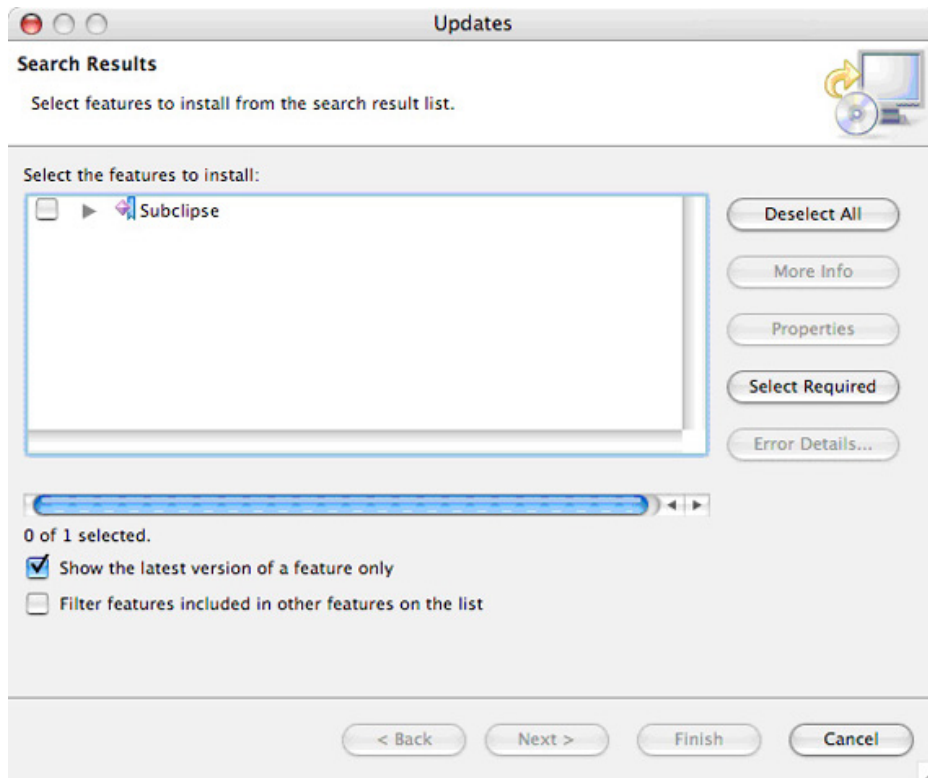 Updates
Search Results
Select features to install from the search result list.
Select the features to install:
Subclipse
Deselect All
More Info
Properties
Select Required
Error Details...
0 of 1 selected.
Show the latest version of a feature only
Filter features included in other features on the list
< Back
Next >
Finish
Cancel